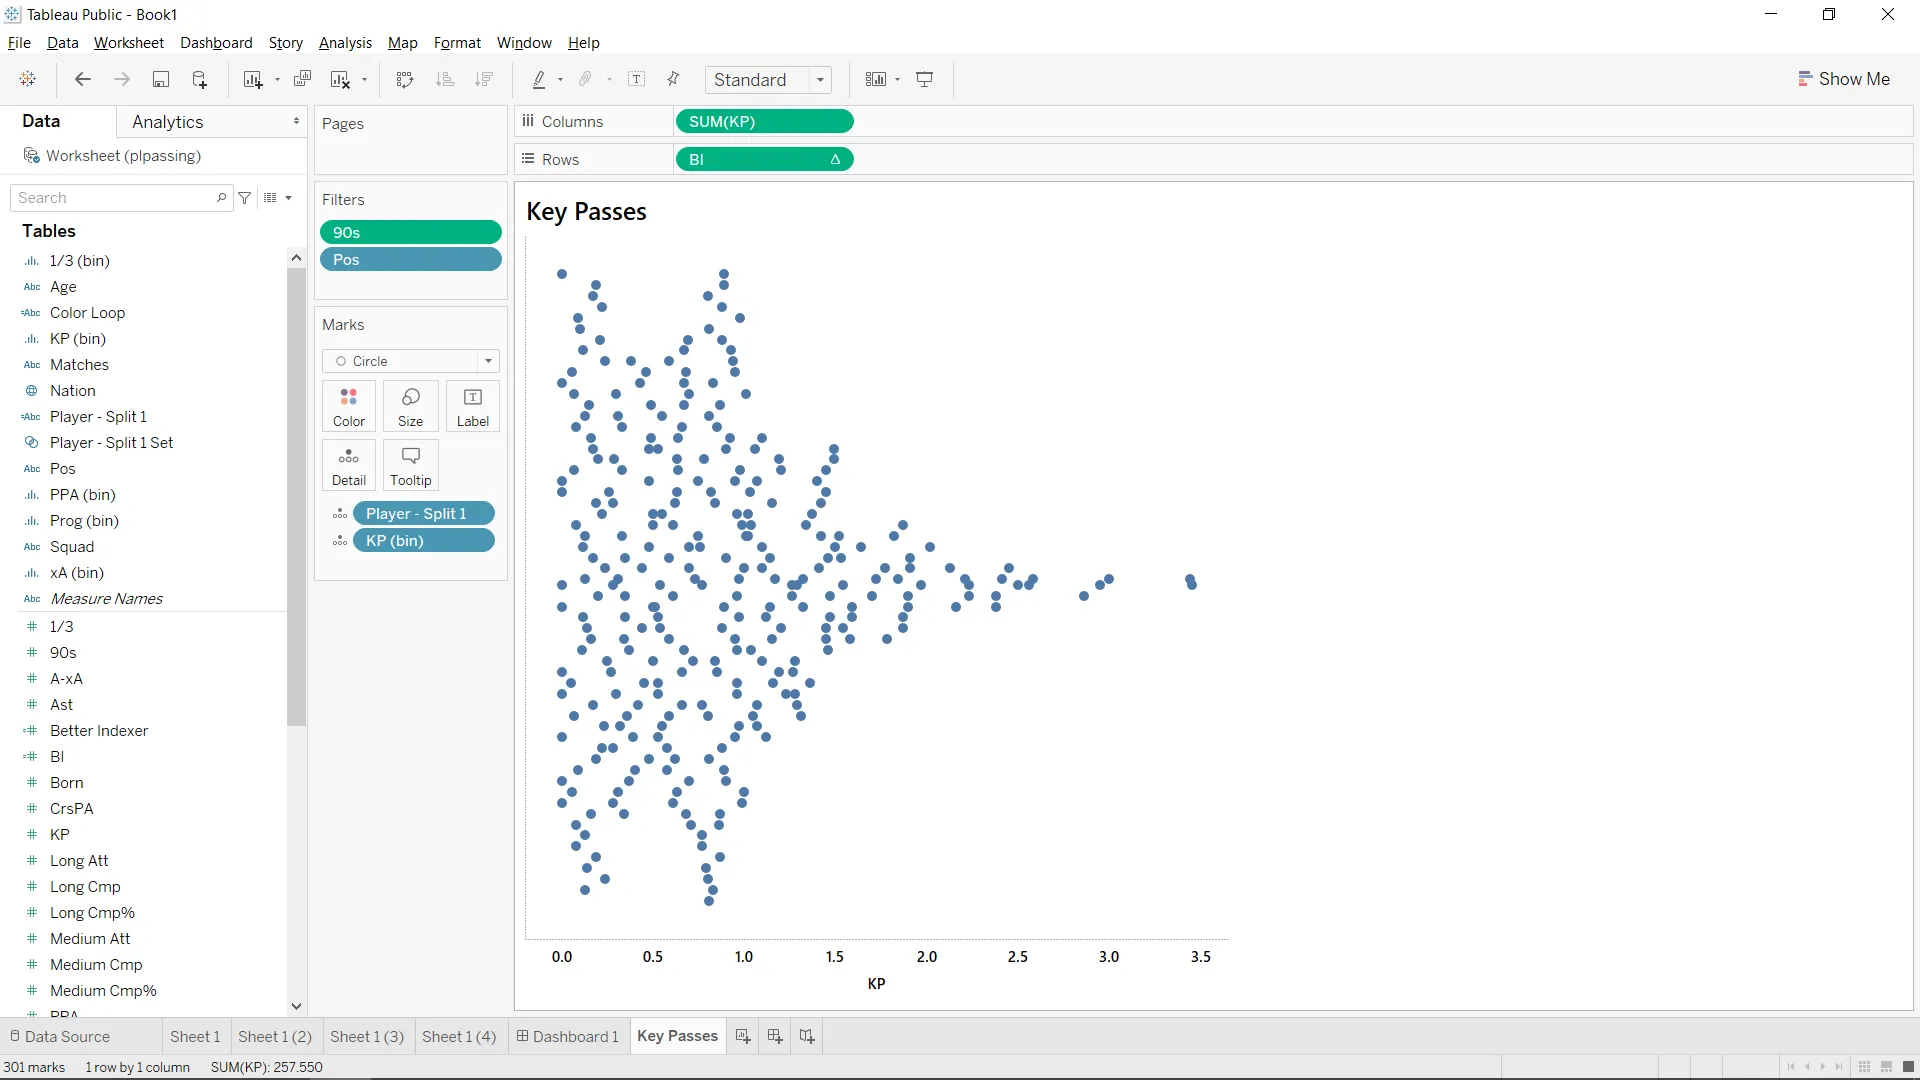 Tableau Public - Book1
File Data Worksheet Dashboard Story Analysis Map Format Window Help
Standard
Show Me
Data
Analytics
Worksheet (plpassing)
Search
Tables
1/3 (bin)
Abc Age
=Abc Color Loop
KP (bin)
Abc Matches
Nation
=Abc Player - Split 1
Player - Split 1 Set
Abc Pos
PPA (bin)
Prog (bin)
Abc Squad
xA (bin)
Abc Measure Names
# 1/3
# 90s
# A-xA
# Ast
=# Better Indexer
=# BI
# Born
# CrsPA
# KP
# Long Att
# Long Cmp
# Long Cmp%
# Medium Att
# Medium Cmp
# Medium Cmp%
# PPA
Pages
Filters
90s
Pos
Marks
Circle
Color
Size
Label
Detail
Tooltip
Player - Split 1
KP (bin)
Columns
SUM(KP)
Rows
BI Δ
Key Passes
0.0 0.5 1.0 1.5 2.0 2.5 3.0 3.5
KP
Data Source Sheet 1 Sheet 1 (2) Sheet 1 (3) Sheet 1 (4) Dashboard 1 Key Passes
301 marks 1 row by 1 column SUM(KP): 257.550